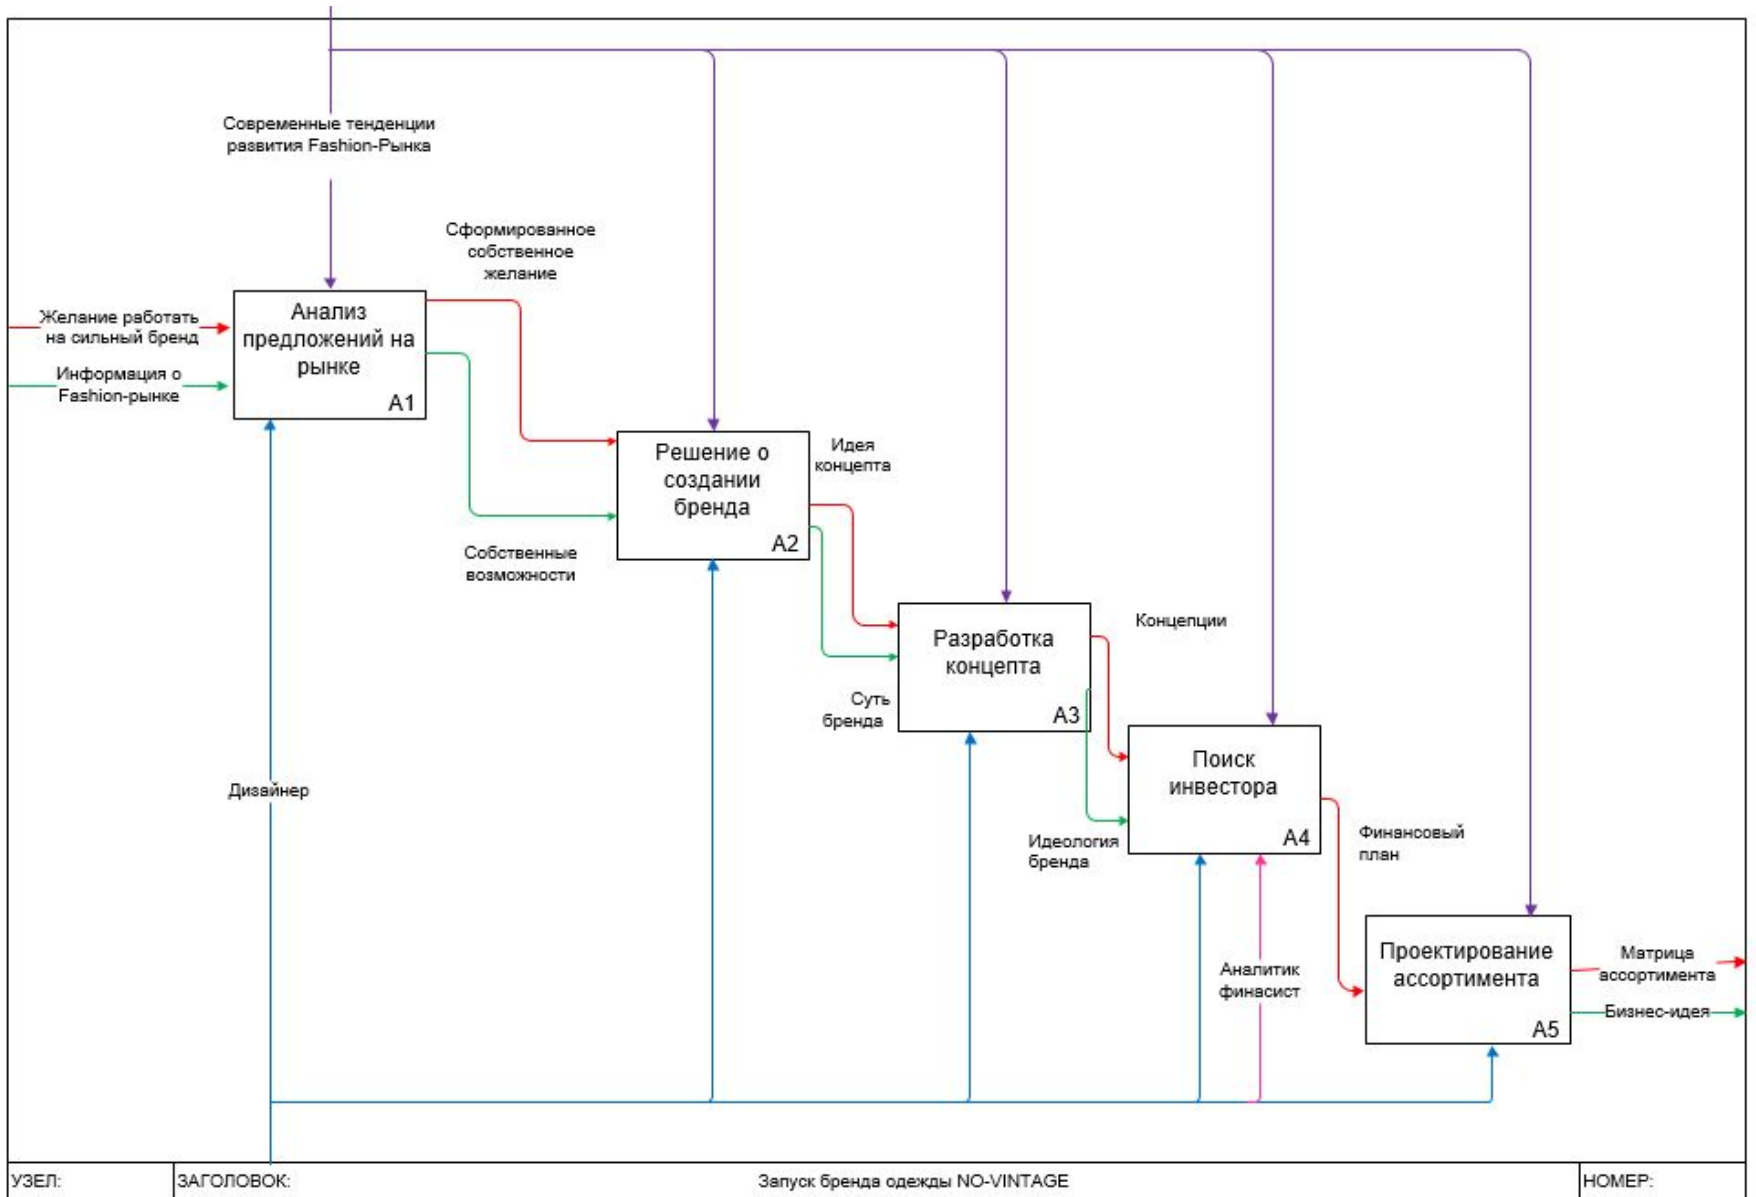 Современные тенденции
развития Fashion-Рынка
Сформированное
собственное
желание
Желание работать
на сильный бренд
Информация о
Fashion-рынке
Анализ
предложений на
рынке
A1
Собственные
возможности
Решение о
создании
бренда
A2
Идея
концепта
Суть
бренда
Разработка
концепта
A3
Концепции
Идеология
бренда
Поиск
инвестора
A4
Финансовый
план
Дизайнер
Аналитик
финасист
Проектирование
ассортимента
A5
Матрица
ассортимента
Бизнес-идея
УЗЕЛ:
ЗАГОЛОВОК:
Запуск бренда одежды NO-VINTAGE
НОМЕР: